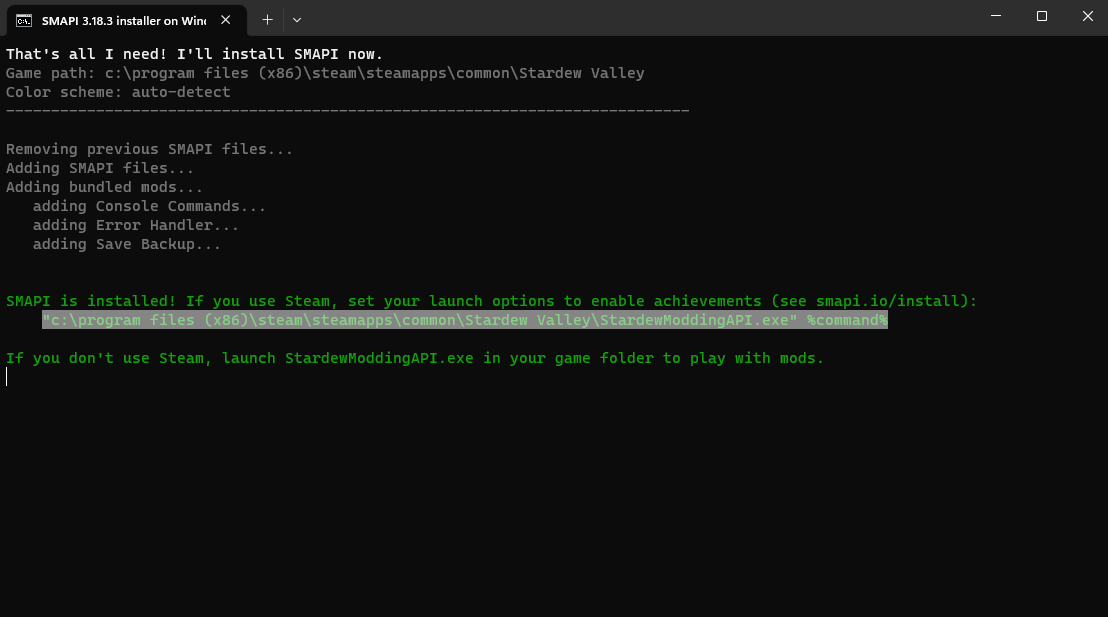 SMAPI 3.18.3 installer on Win
That's all I need! I'll install SMAPI now.
Game path: c:\program files (x86)\steam\steamapps\common\Stardew Valley
Color scheme: auto-detect
----------------------------------------------------------------------------
Removing previous SMAPI files...
Adding SMAPI files...
Adding bundled mods...
   adding Console Commands...
   adding Error Handler...
   adding Save Backup...
SMAPI is installed! If you use Steam, set your launch options to enable achievements (see smapi.io/install):
    "c:\program files (x86)\steam\steamapps\common\Stardew Valley\StardewModdingAPI.exe" %command%
If you don't use Steam, launch StardewModdingAPI.exe in your game folder to play with mods.